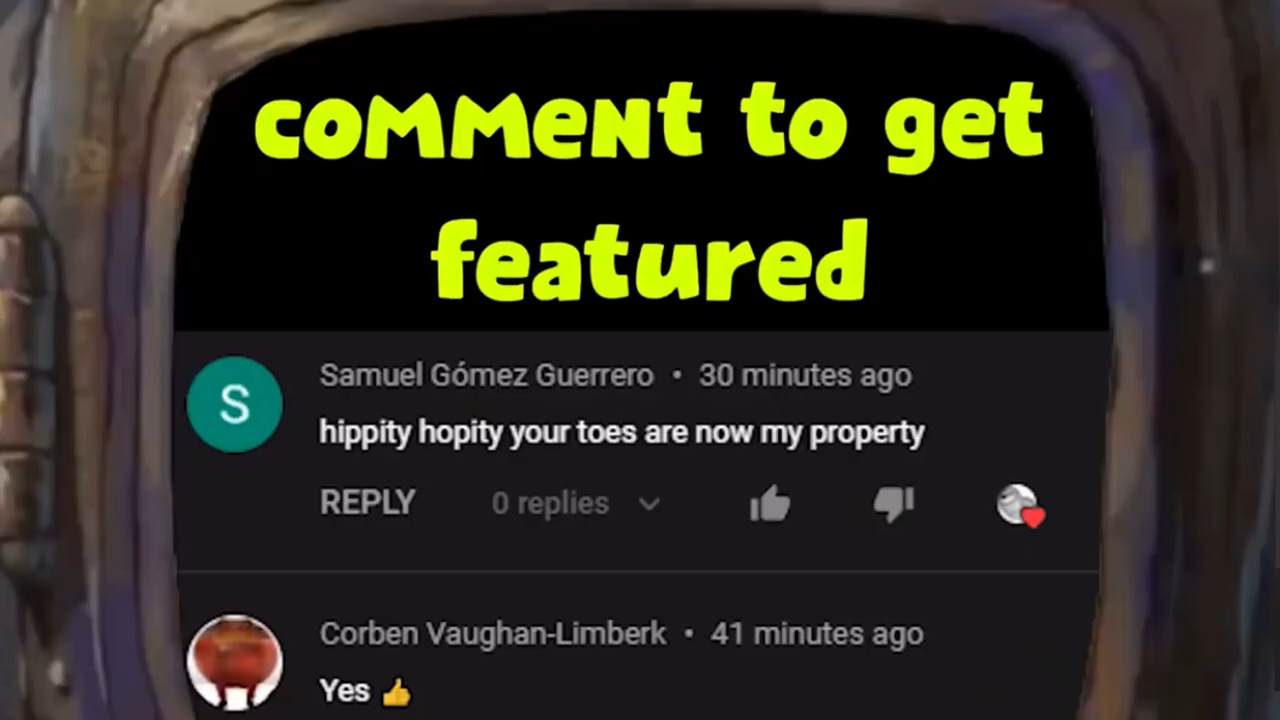 comment to get
featured
S
Samuel Gómez Guerrero • 30 minutes ago
hippity hopity your toes are now my property
REPLY 0 replies
Corben Vaughan-Limberk • 41 minutes ago
Yes 👍